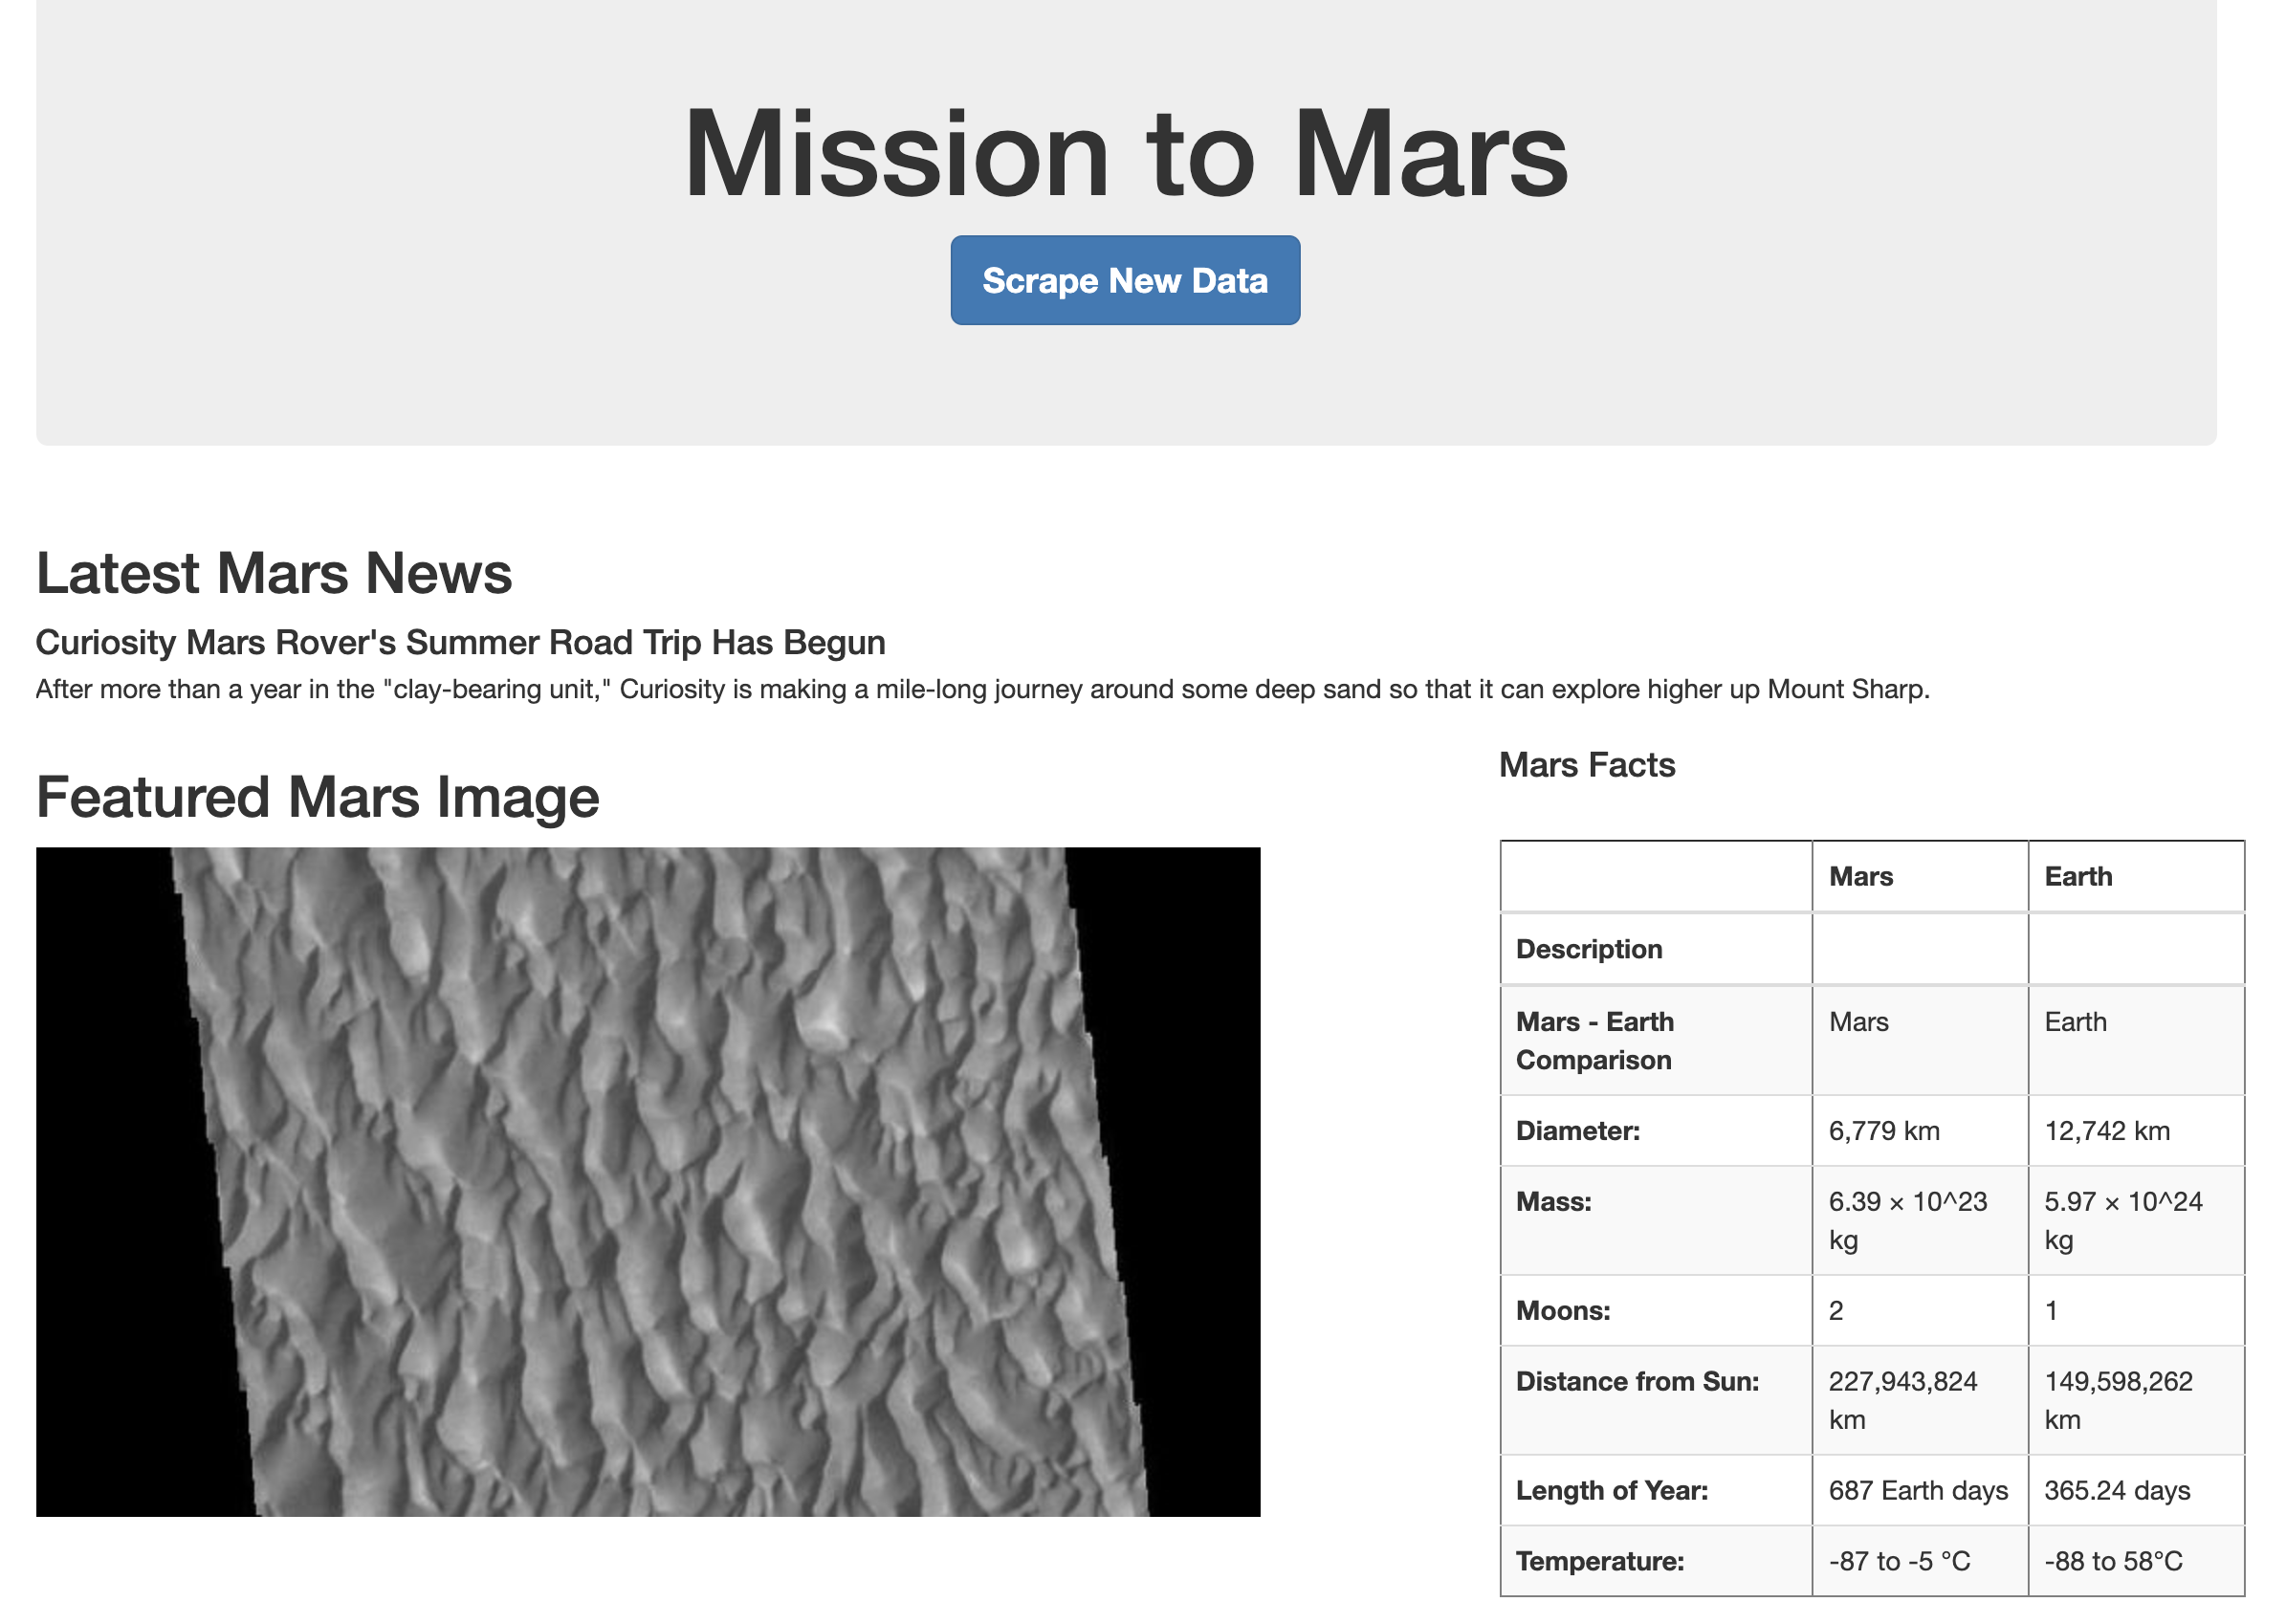 Mission to Mars
Scrape New Data
Latest Mars News
Curiosity Mars Rover's Summer Road Trip Has Begun
After more than a year in the "clay-bearing unit," Curiosity is making a mile-long journey around some deep sand so that it can explore higher up Mount Sharp.
Featured Mars Image
Mars Facts
Mars Earth
Description
Mars - Earth Comparison Mars Earth
Diameter: 6,779 km 12,742 km
Mass: 6.39 × 10^23 kg 5.97 × 10^24 kg
Moons: 2 1
Distance from Sun: 227,943,824 km 149,598,262 km
Length of Year: 687 Earth days 365.24 days
Temperature: -87 to -5 °C -88 to 58°C